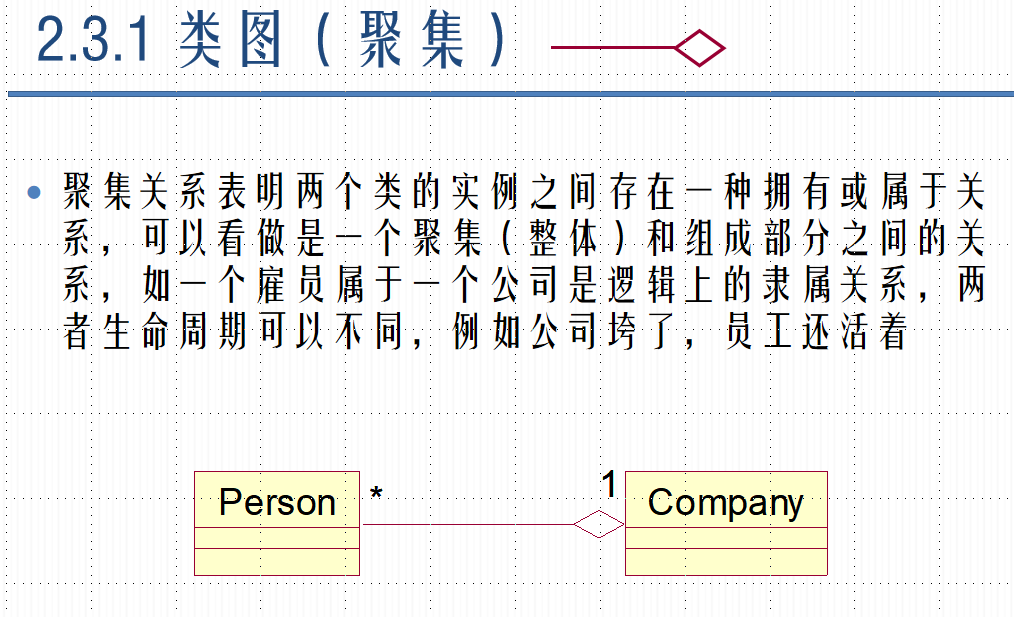 2.3.1 类图（聚集）
聚集关系表明两个类的实例之间存在一种拥有或属于关
系，可以看做是一个聚集（整体）和组成部分之间的关
系，如一个雇员属于一个公司是逻辑上的隶属关系，两
者生命周期可以不同，例如公司垮了，员工还活着
Person * 1 Company